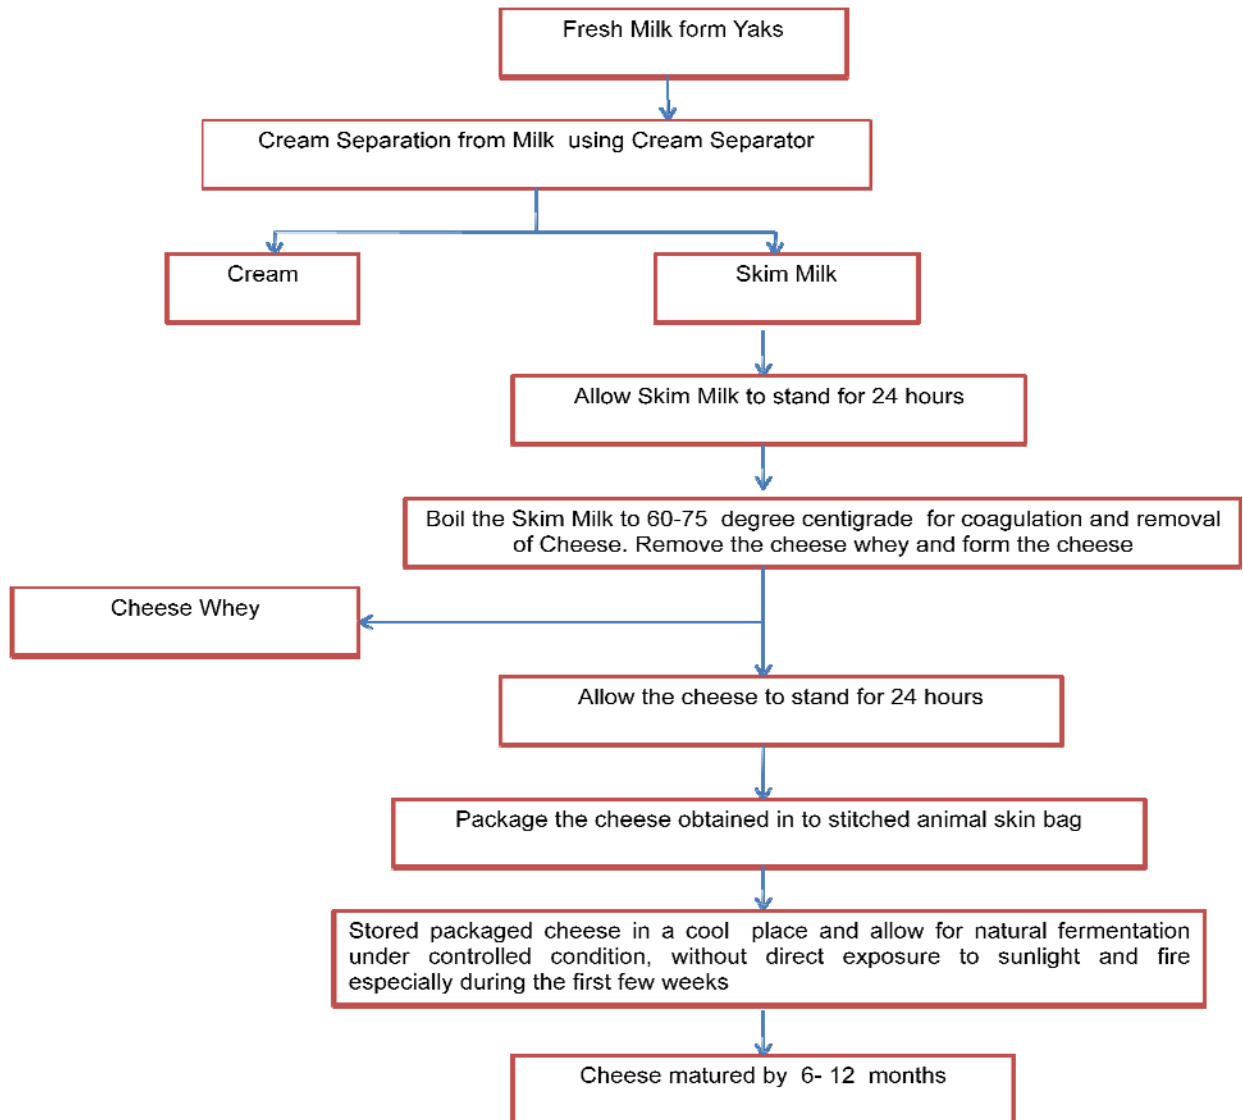 Fresh Milk form Yaks
Cream Separation from Milk using Cream Separator
Cream
Skim Milk
Allow Skim Milk to stand for 24 hours
Boil the Skim Milk to 60-75 degree centigrade for coagulation and removal
of Cheese. Remove the cheese whey and form the cheese
Cheese Whey
Allow the cheese to stand for 24 hours
Package the cheese obtained in to stitched animal skin bag
Stored packaged cheese in a cool place and allow for natural fermentation
under controlled condition, without direct exposure to sunlight and fire
especially during the first few weeks
Cheese matured by 6- 12 months